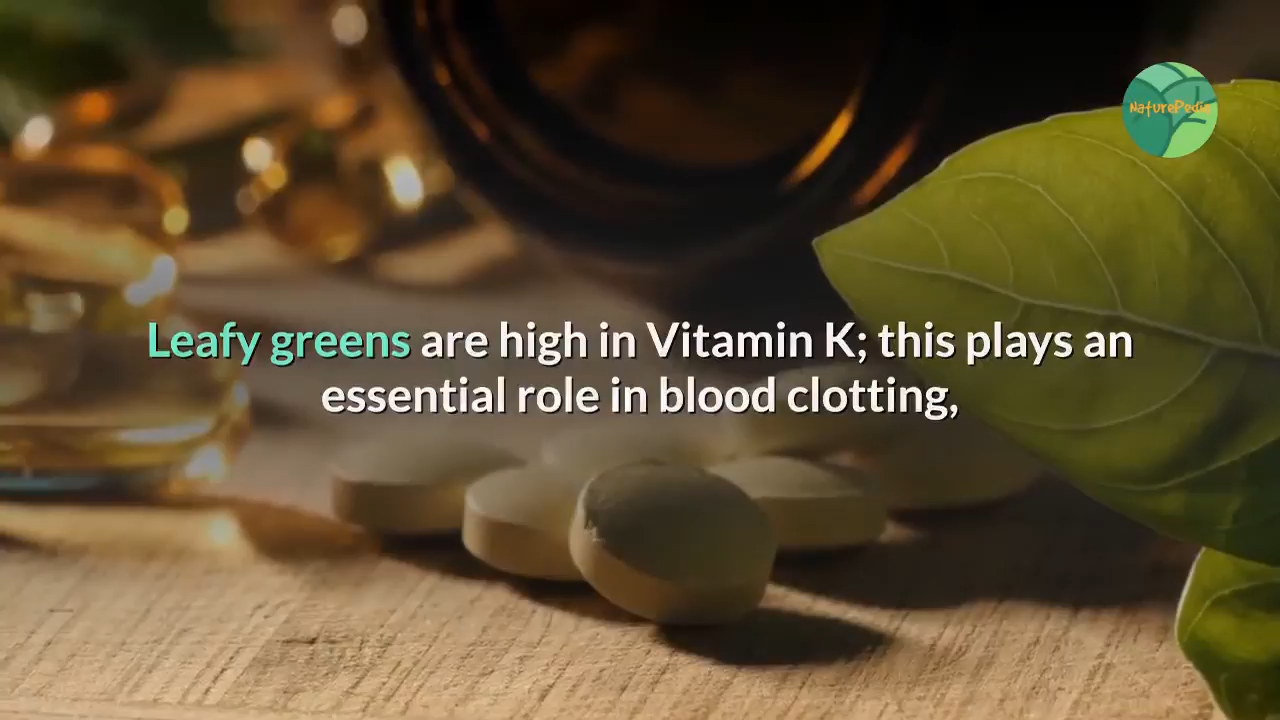 NaturePedia
Leafy greens are high in Vitamin K; this plays an
essential role in blood clotting,